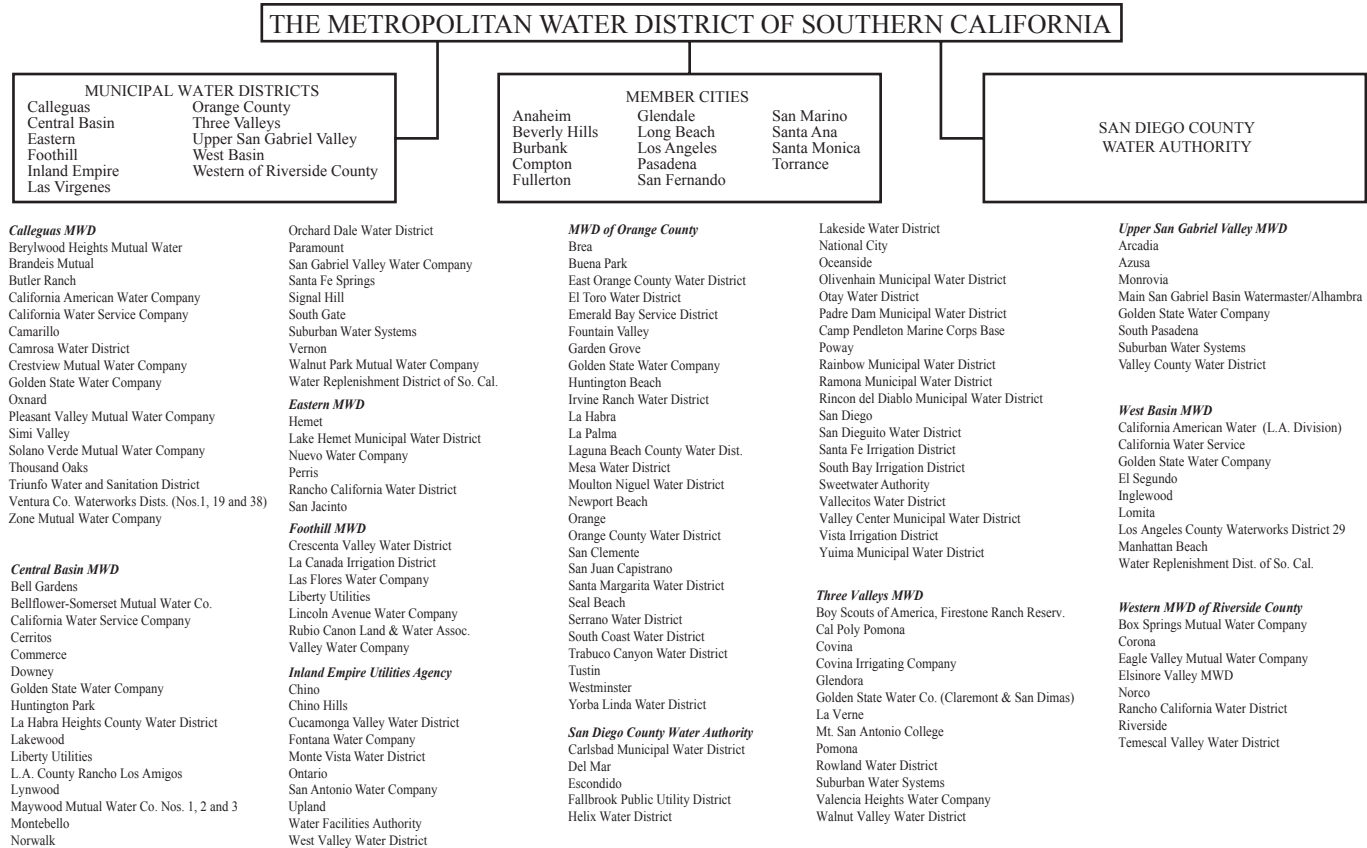 THE METROPOLITAN WATER DISTRICT OF SOUTHERN CALIFORNIA
MUNICIPAL WATER DISTRICTS
Calleguas
Central Basin
Eastern
Foothill
Inland Empire
Las Virgenes
Orange County
Three Valleys
Upper San Gabriel Valley
West Basin
Western of Riverside County
MEMBER CITIES
Anaheim
Beverly Hills
Burbank
Compton
Fullerton
Glendale
Long Beach
Los Angeles
Pasadena
San Fernando
San Marino
Santa Ana
Santa Monica
Torrance
SAN DIEGO COUNTY
WATER AUTHORITY
Calleguas MWD
Berylwood Heights Mutual Water
Brandeis Mutual
Butler Ranch
California American Water Company
California Water Service Company
Camarillo
Camrosa Water District
Crestview Mutual Water Company
Golden State Water Company
Oxnard
Pleasant Valley Mutual Water Company
Simi Valley
Solano Verde Mutual Water Company
Thousand Oaks
Triunfo Water and Sanitation District
Ventura Co. Waterworks Dists. (Nos.1, 19 and 38)
Zone Mutual Water Company
Central Basin MWD
Bell Gardens
Bellflower-Somerset Mutual Water Co.
California Water Service Company
Cerritos
Commerce
Downey
Golden State Water Company
Huntington Park
La Habra Heights County Water District
Lakewood
Liberty Utilities
L.A. County Rancho Los Amigos
Lynwood
Maywood Mutual Water Co. Nos. 1, 2 and 3
Montebello
Norwalk
Orchard Dale Water District
Paramount
San Gabriel Valley Water Company
Santa Fe Springs
Signal Hill
South Gate
Suburban Water Systems
Vernon
Walnut Park Mutual Water Company
Water Replenishment District of So. Cal.
Eastern MWD
Hemet
Lake Hemet Municipal Water District
Nuevo Water Company
Perris
Rancho California Water District
San Jacinto
Foothill MWD
Crescenta Valley Water District
La Canada Irrigation District
Las Flores Water Company
Liberty Utilities
Lincoln Avenue Water Company
Rubio Canon Land & Water Assoc.
Valley Water Company
Inland Empire Utilities Agency
Chino
Chino Hills
Cucamonga Valley Water District
Fontana Water Company
Monte Vista Water District
Ontario
San Antonio Water Company
Upland
Water Facilities Authority
West Valley Water District
MWD of Orange County
Brea
Buena Park
East Orange County Water District
El Toro Water District
Emerald Bay Service District
Fountain Valley
Garden Grove
Golden State Water Company
Huntington Beach
Irvine Ranch Water District
La Habra
La Palma
Laguna Beach County Water Dist.
Mesa Water District
Moulton Niguel Water District
Newport Beach
Orange
Orange County Water District
San Clemente
San Juan Capistrano
Santa Margarita Water District
Seal Beach
Serrano Water District
South Coast Water District
Trabuco Canyon Water District
Tustin
Westminster
Yorba Linda Water District
San Diego County Water Authority
Carlsbad Municipal Water District
Del Mar
Escondido
Fallbrook Public Utility District
Helix Water District
Lakeside Water District
National City
Oceanside
Olivenhain Municipal Water District
Otay Water District
Padre Dam Municipal Water District
Camp Pendleton Marine Corps Base
Poway
Rainbow Municipal Water District
Ramona Municipal Water District
Rincon del Diablo Municipal Water District
San Diego
San Dieguito Water District
Santa Fe Irrigation District
South Bay Irrigation District
Sweetwater Authority
Vallecitos Water District
Valley Center Municipal Water District
Vista Irrigation District
Yuima Municipal Water District
Three Valleys MWD
Boy Scouts of America, Firestone Ranch Reserv.
Cal Poly Pomona
Covina
Covina Irrigating Company
Glendora
Golden State Water Co. (Claremont & San Dimas)
La Verne
Mt. San Antonio College
Pomona
Rowland Water District
Suburban Water Systems
Valencia Heights Water Company
Walnut Valley Water District
Upper San Gabriel Valley MWD
Arcadia
Azusa
Monrovia
Main San Gabriel Basin Watermaster/Alhambra
Golden State Water Company
South Pasadena
Suburban Water Systems
Valley County Water District
West Basin MWD
California American Water (L.A. Division)
California Water Service
Golden State Water Company
El Segundo
Inglewood
Lomita
Los Angeles County Waterworks District 29
Manhattan Beach
Water Replenishment Dist. of So. Cal.
Western MWD of Riverside County
Box Springs Mutual Water Company
Corona
Eagle Valley Mutual Water Company
Elsinore Valley MWD
Norco
Rancho California Water District
Riverside
Temescal Valley Water District